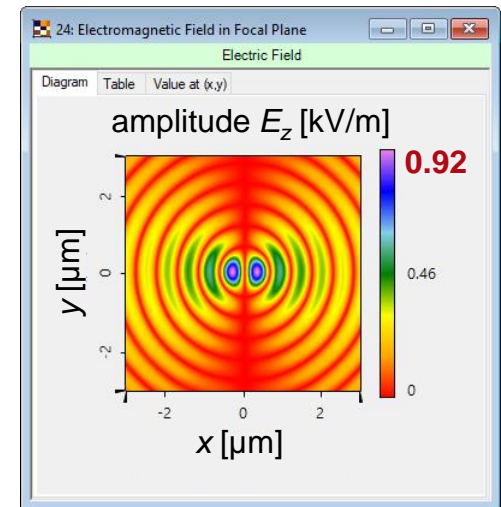 24: Electromagnetic Field in Focal Plane
Electric Field
Diagram Table Value at (x,y)
amplitude E_z [kV/m]
0.92
0.46
0
y [µm]
2
0
-2
-2 0 2
x [µm]